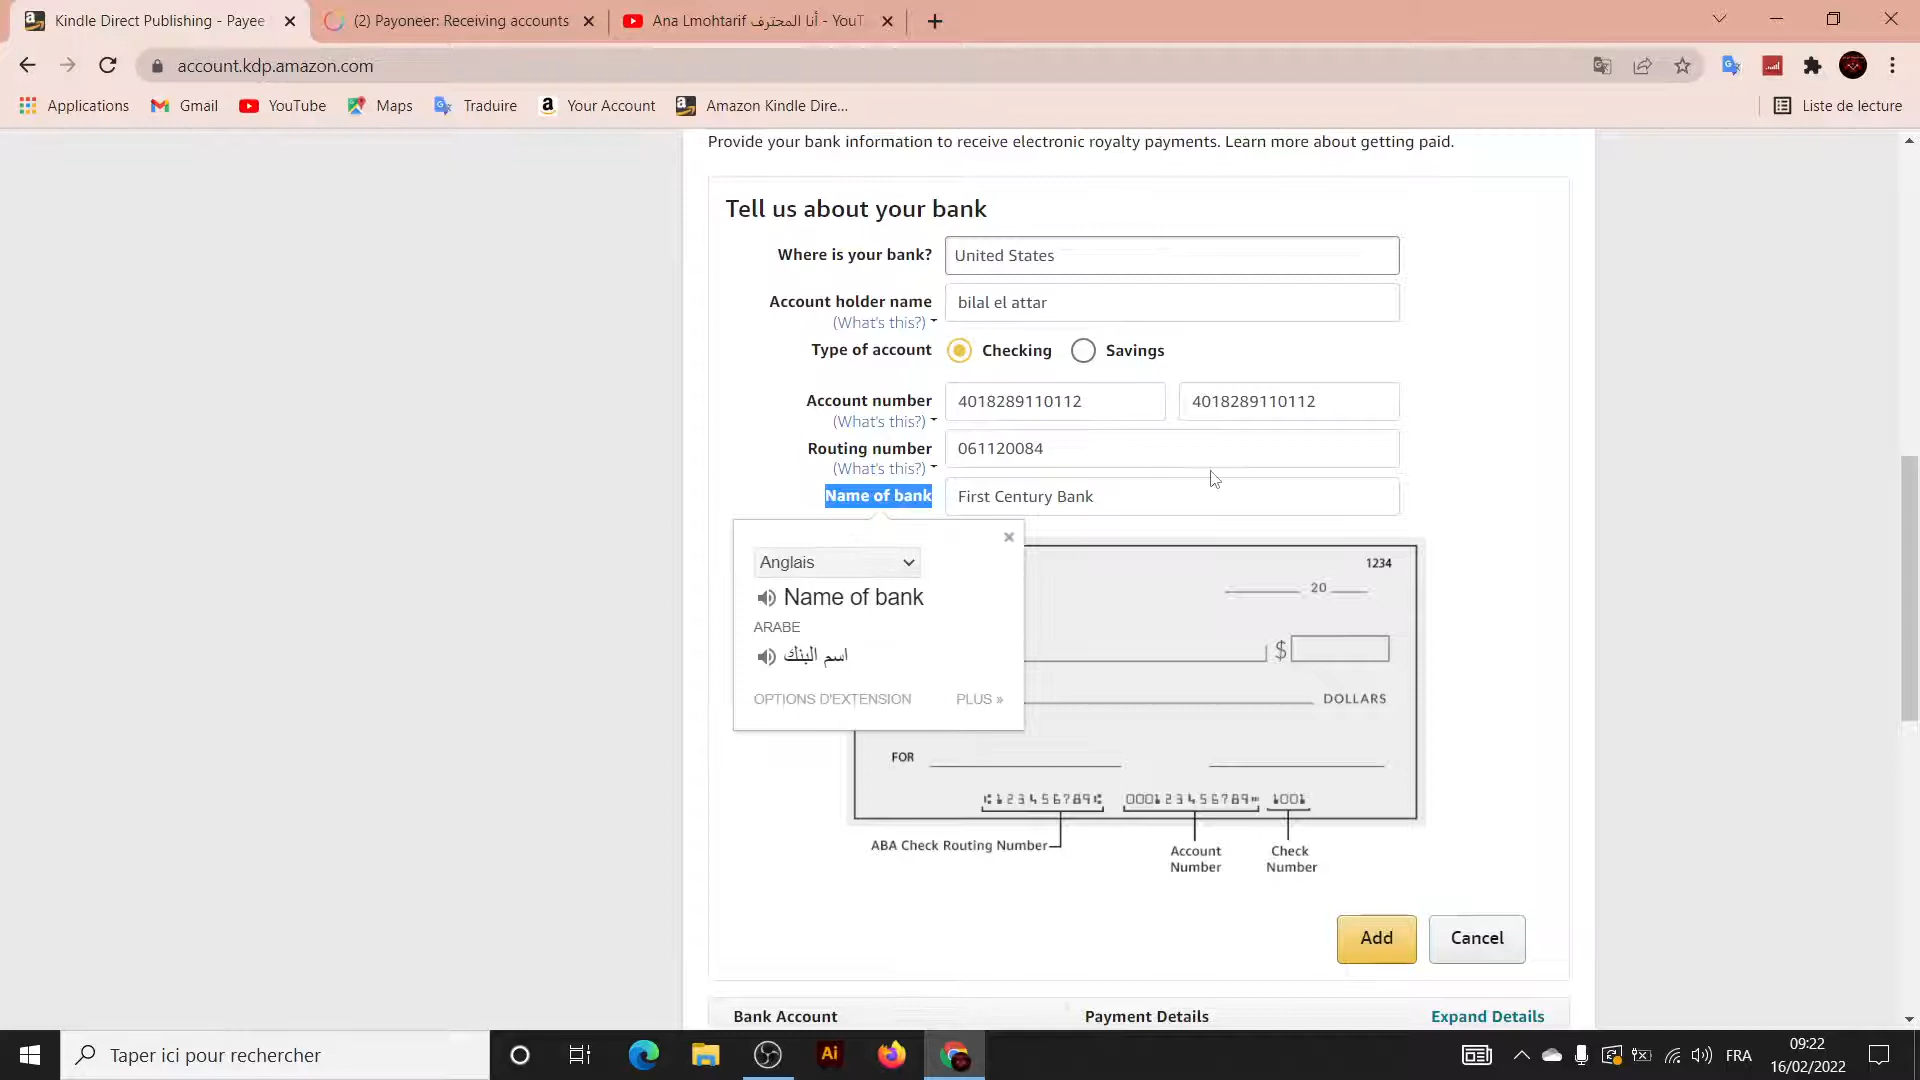 Kindle Direct Publishing - Payee
(2) Payoneer: Receiving accounts
Ana Lmohtarif أنا المحترف - YouT
account.kdp.amazon.com
Applications
Gmail
YouTube
Maps
Traduire
Your Account
Amazon Kindle Dire...
Liste de lecture
Provide your bank information to receive electronic royalty payments. Learn more about getting paid.
Tell us about your bank
Where is your bank?
United States
Account holder name
bilal el attar
(What's this?)
Type of account
Checking
Savings
Account number
4018289110112
4018289110112
(What's this?)
Routing number
061120084
(What's this?)
Name of bank
First Century Bank
Anglais
Name of bank
ARABE
اسم البنك
OPTIONS D'EXTENSION
PLUS »
1234
20
$
DOLLARS
FOR
⑆123456789⑆ 000123456789⑈ 1001
ABA Check Routing Number
Account Number
Check Number
Add
Cancel
Bank Account
Payment Details
Expand Details
Taper ici pour rechercher
Ai
FRA
09:22
16/02/2022